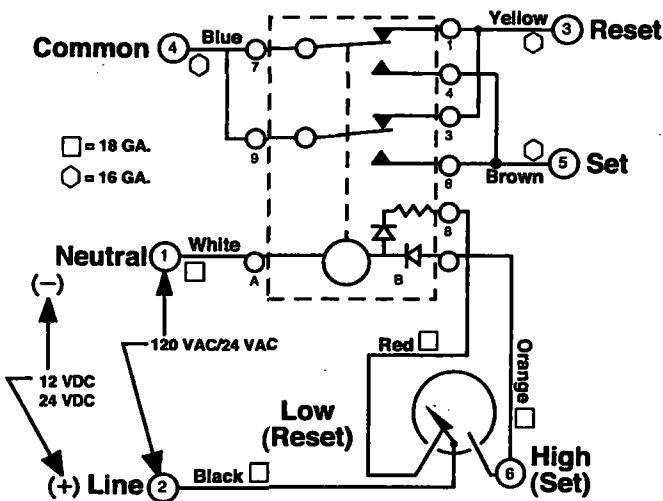 Common 4 Blue 7
1 Yellow 3 Reset
4
3
9
= 18 GA.
= 16 GA.
6 Brown 5 Set
8
Neutral 1 White A B
(−)
120 VAC/24 VAC
12 VDC
24 VDC
Red
Orange
Low
(Reset)
(+) Line 2 Black
6 High
(Set)